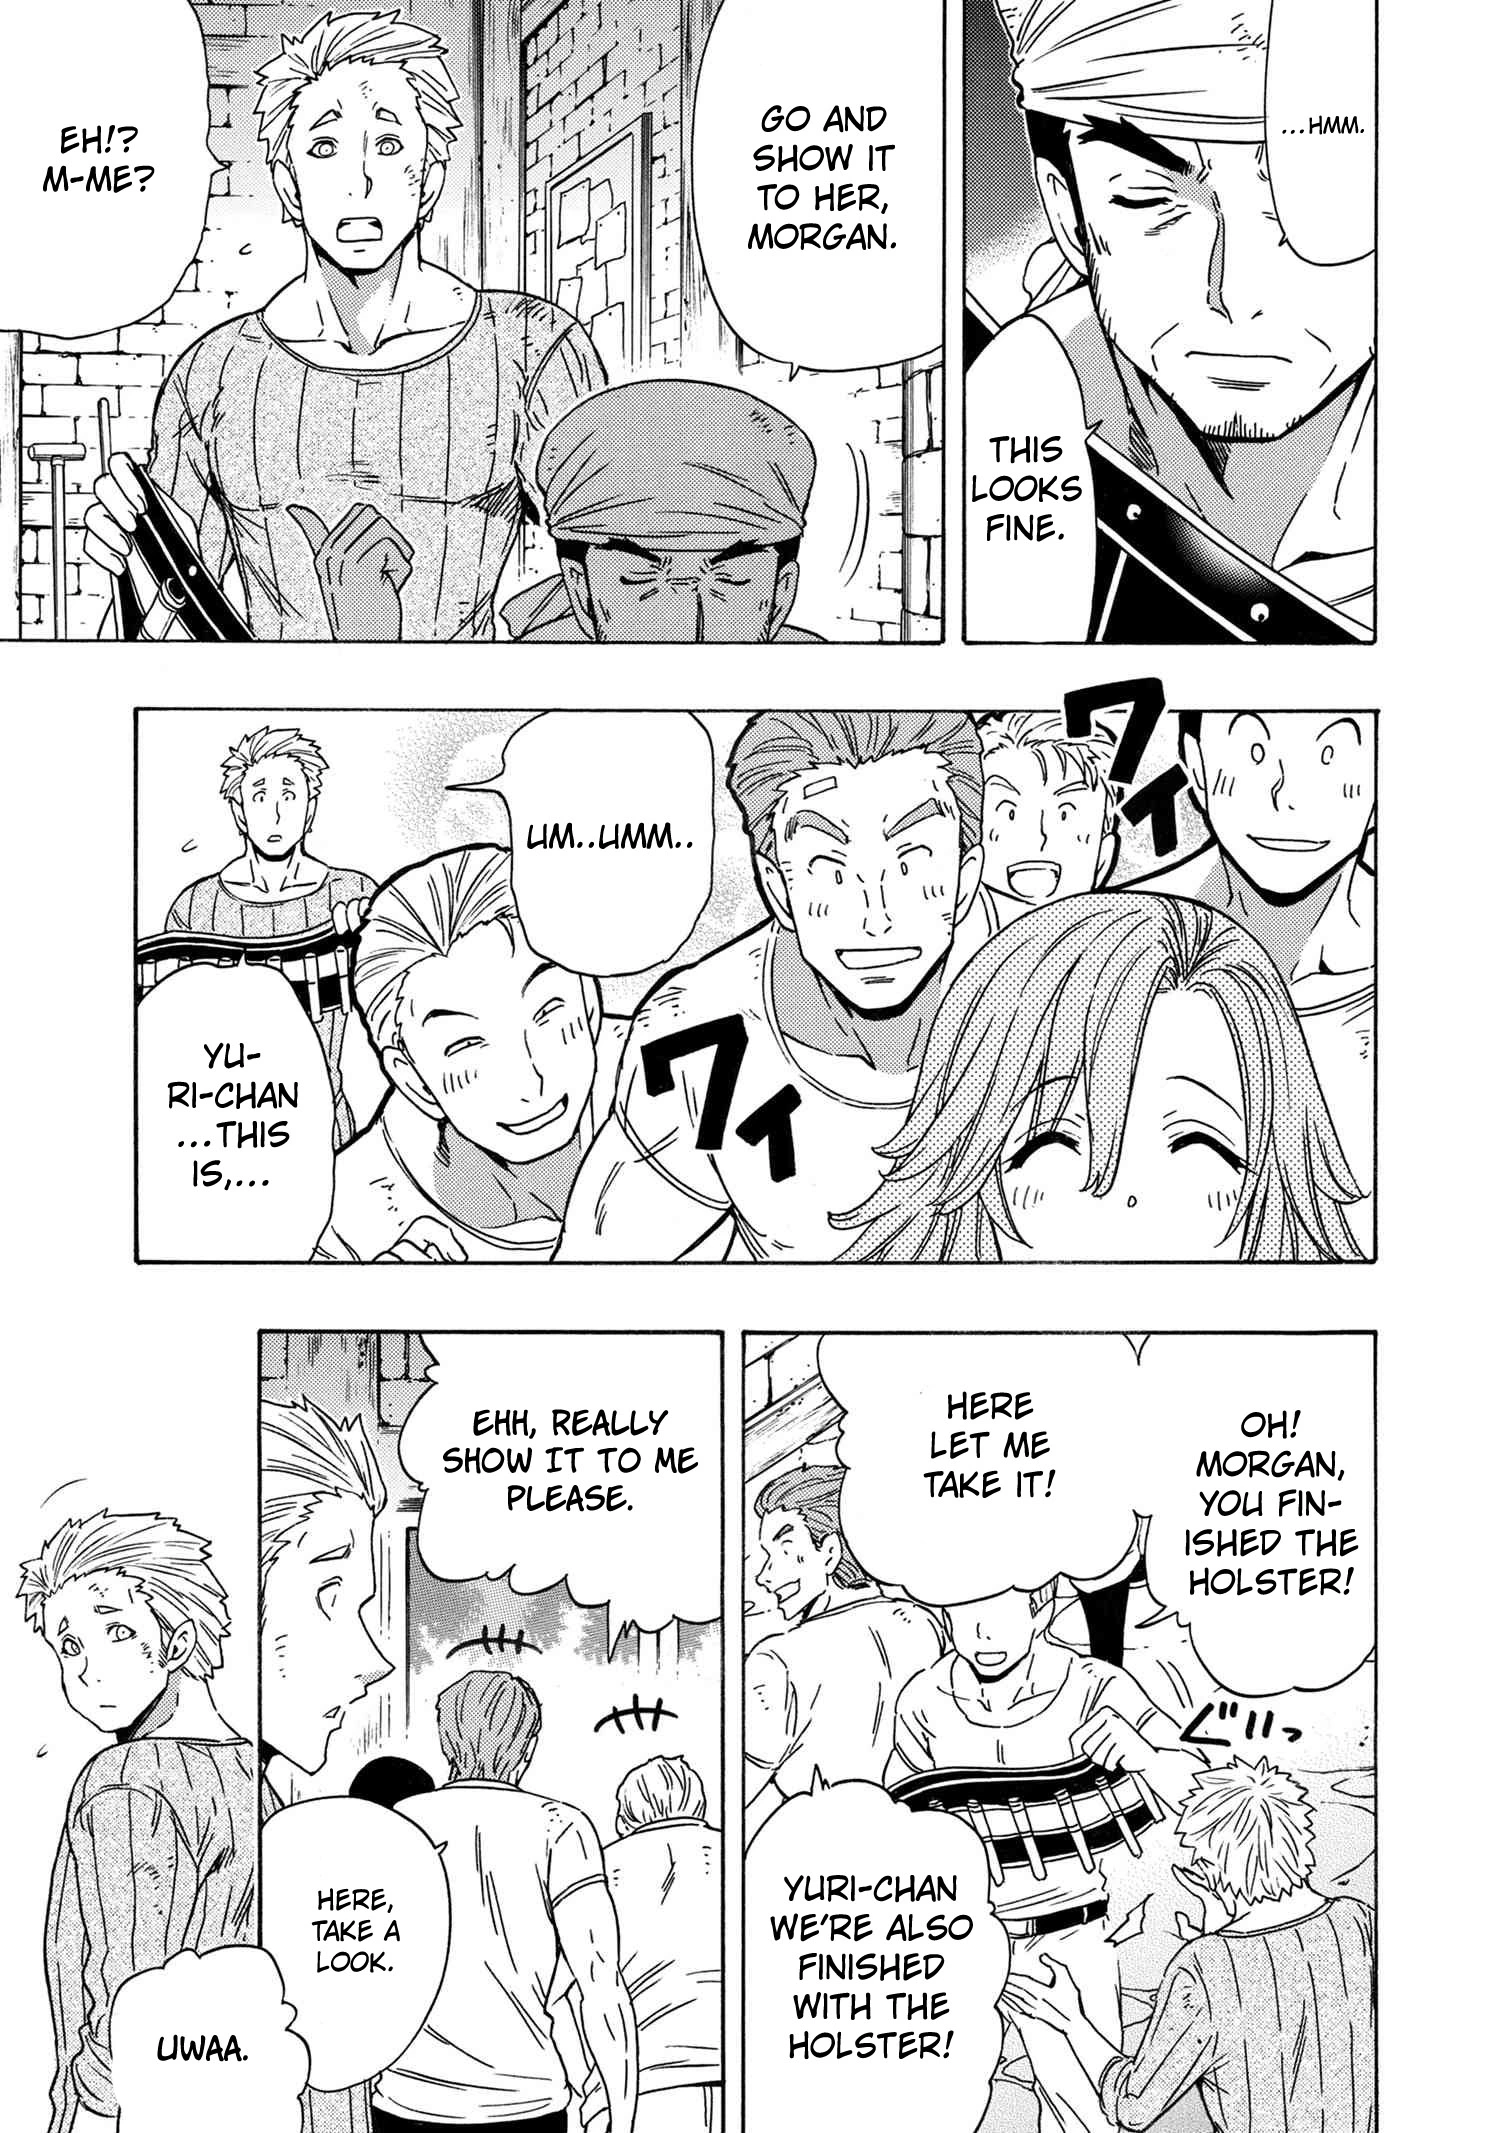 ...HMM.
THIS
LOOKS
FINE.
GO AND
SHOW IT
TO HER,
MORGAN.
EH!?
M-ME?
ワイ
UM..UMM..
ワイ
YU-
RI-CHAN
...THIS
IS,...
OH!
MORGAN,
YOU FIN-
ISHED THE
HOLSTER!
HERE
LET ME
TAKE IT!
ぐいっ
YURI-CHAN
WE'RE ALSO
FINISHED
WITH THE
HOLSTER!
EHH, REALLY
SHOW IT TO ME
PLEASE.
HERE,
TAKE A
LOOK.
UWAA.